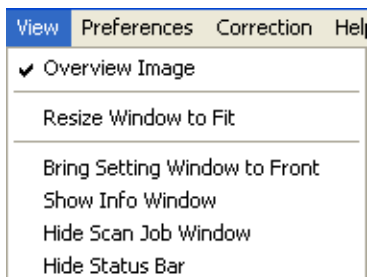 View Preferences Correction Hel
Overview Image
Resize Window to Fit
Bring Setting Window to Front
Show Info Window
Hide Scan Job Window
Hide Status Bar